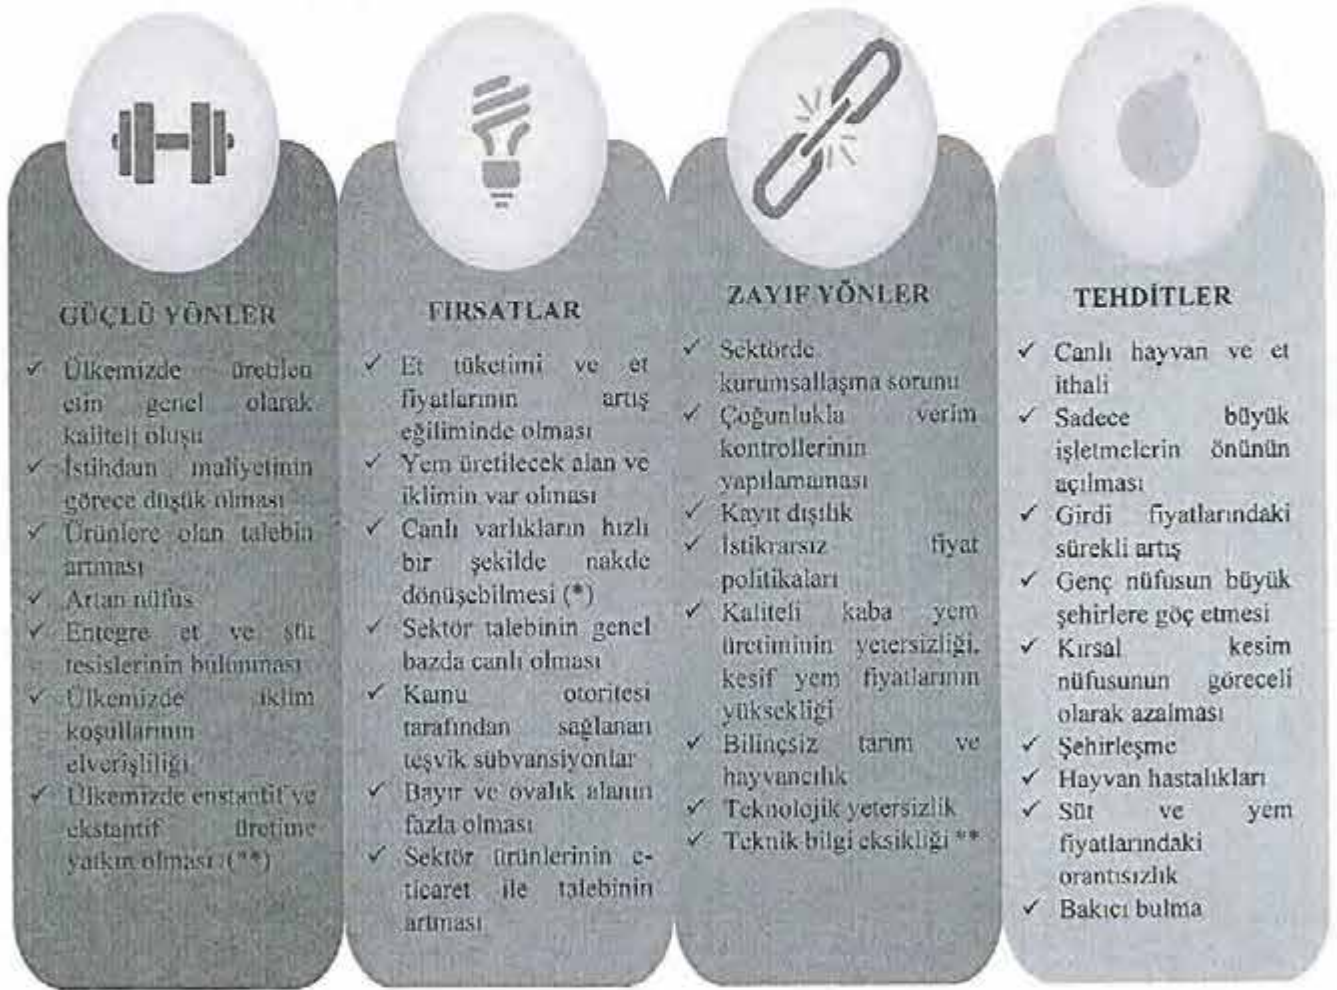 GÜÇLÜ YÖNLER
✓ Ülkemizde üretilen
etin genel olarak
kaliteli oluşu
✓ İstihdam maliyetinin
görece düşük olması
✓ Ürünlere olan talebin
artması
✓ Artan nüfus
✓ Entegre et ve süt
tesislerinin bulunması
✓ Ülkemizde iklim
koşullarının
elverişliliği
✓ Ülkemizde enstantif ve
ekstantif üretime
yatkın olması (**)
FIRSATLAR
✓ Et tüketimi ve et
fiyatlarının artış
eğiliminde olması
✓ Yem üretilecek alan ve
iklimin var olması
✓ Canlı varlıkların hızlı
bir şekilde nakde
dönüşebilmesi (*)
✓ Sektör talebinin genel
bazda canlı olması
✓ Kamu otoritesi
tarafından sağlanan
teşvik sübvansiyonlar
✓ Bayır ve ovalık alanın
fazla olması
✓ Sektör ürünlerinin e-
ticaret ile talebinin
artması
ZAYIF YÖNLER
✓ Sektörde
kurumsallaşma sorunu
✓ Çoğunlukla verim
kontrollerinin
yapılamaması
✓ Kayıt dışılık
✓ İstikrarsız fiyat
politikaları
✓ Kaliteli kaba yem
üretiminin yetersizliği,
kesif yem fiyatlarının
yüksekliği
✓ Bilinçsiz tarım ve
hayvancılık
✓ Teknolojik yetersizlik
✓ Teknik bilgi eksikliği **
TEHDİTLER
✓ Canlı hayvan ve et
ithali
✓ Sadece büyük
işletmelerin önünün
açılması
✓ Girdi fiyatlarındaki
sürekli artış
✓ Genç nüfusun büyük
şehirlere göç etmesi
✓ Kırsal kesim
nüfusunun göreceli
olarak azalması
✓ Şehirleşme
✓ Hayvan hastalıkları
✓ Süt ve yem
fiyatlarındaki
orantısızlık
✓ Bakıcı bulma